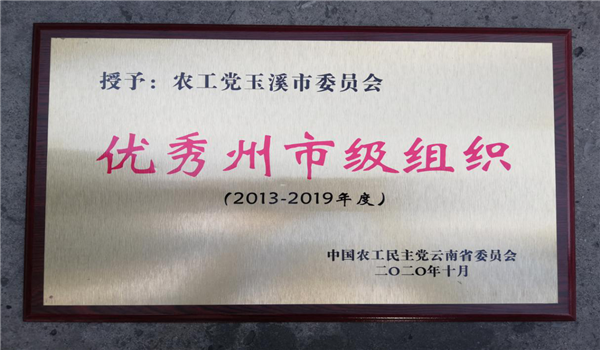 授予：农工党玉溪市委员会
优秀州市级组织
（2013-2019年度）
中国农工民主党云南省委员会
二〇二〇年十月